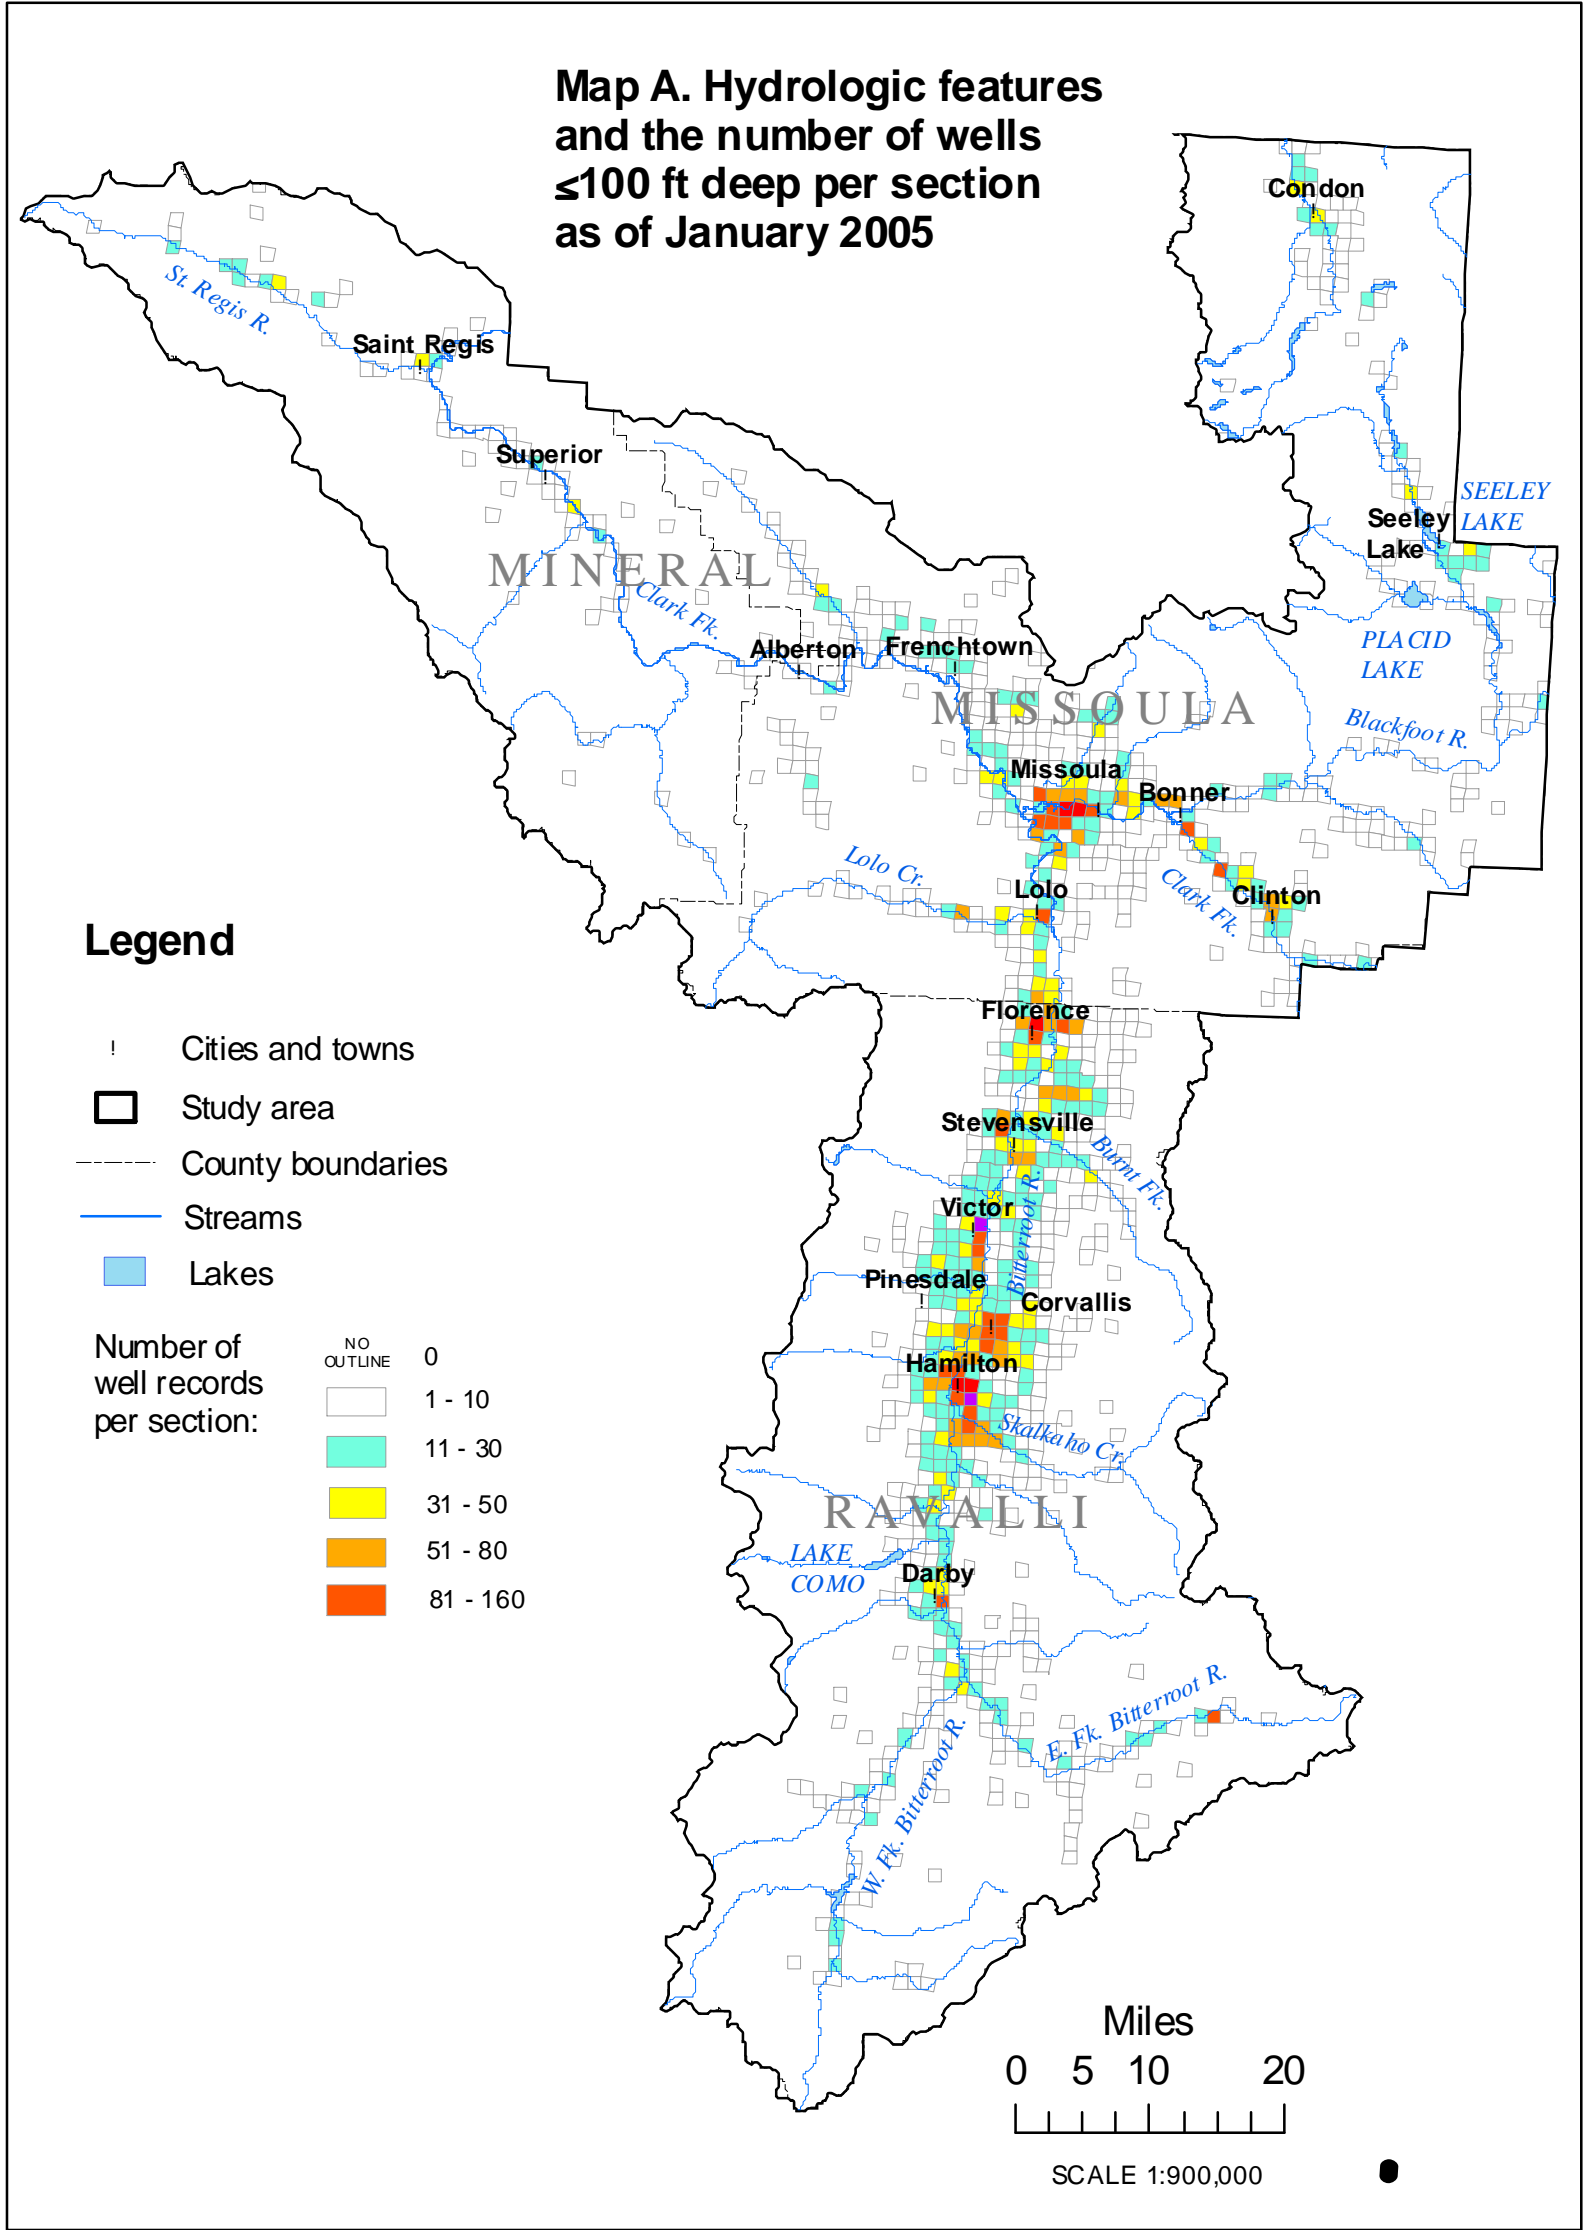 Map A. Hydrologic features
and the number of wells
≤100 ft deep per section
as of January 2005
Condon
St. Regis R.
Saint Regis
Superior
SEELEY
LAKE
Seeley
Lake
MINERAL
Clark Fk.
Alberton
Frenchtown
PLACID
LAKE
MISSOULA
Blackfoot R.
Missoula
Bonner
Lolo Cr.
Lolo
Clark Fk.
Clinton
Florence
Stevensville
Burnt Fk.
Bitterroot R.
Victor
Pinesdale
Corvallis
Hamilton
Skalkaho Cr.
RAVALLI
LAKE
COMO
Darby
E. Fk. Bitterroot R.
W. Fk. Bitterroot R.
Legend
! Cities and towns
Study area
County boundaries
Streams
Lakes
Number of
well records
per section:
NO
OUTLINE 0
1 - 10
11 - 30
31 - 50
51 - 80
81 - 160
Miles
0 5 10 20
SCALE 1:900,000